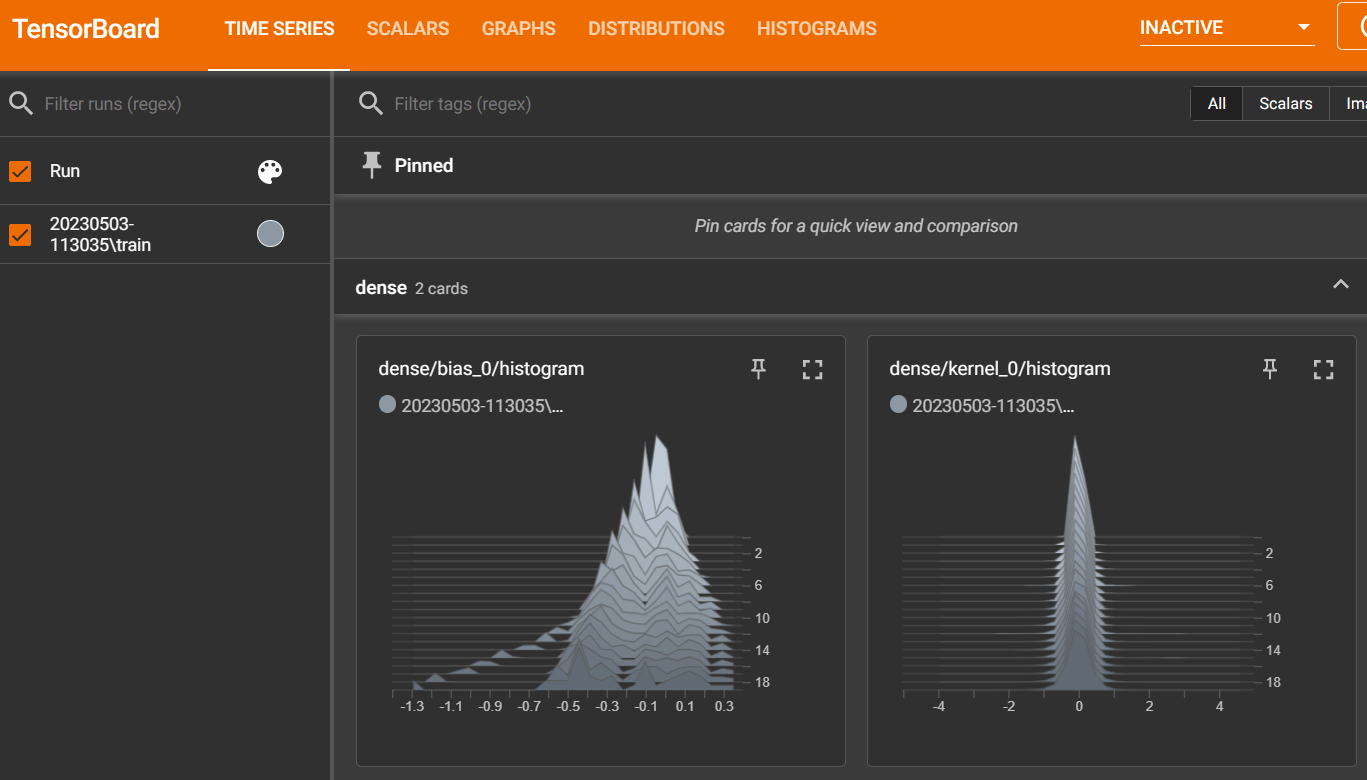 TensorBoard TIME SERIES SCALARS GRAPHS DISTRIBUTIONS HISTOGRAMS INACTIVE
Filter runs (regex)
Filter tags (regex)
All Scalars Ima
Run
Pinned
20230503-
113035\train
Pin cards for a quick view and comparison
dense 2 cards
dense/bias_0/histogram
20230503-113035\...
2
6
10
14
18
-1.3 -1.1 -0.9 -0.7 -0.5 -0.3 -0.1 0.1 0.3
dense/kernel_0/histogram
20230503-113035\...
2
6
10
14
18
-4 -2 0 2 4